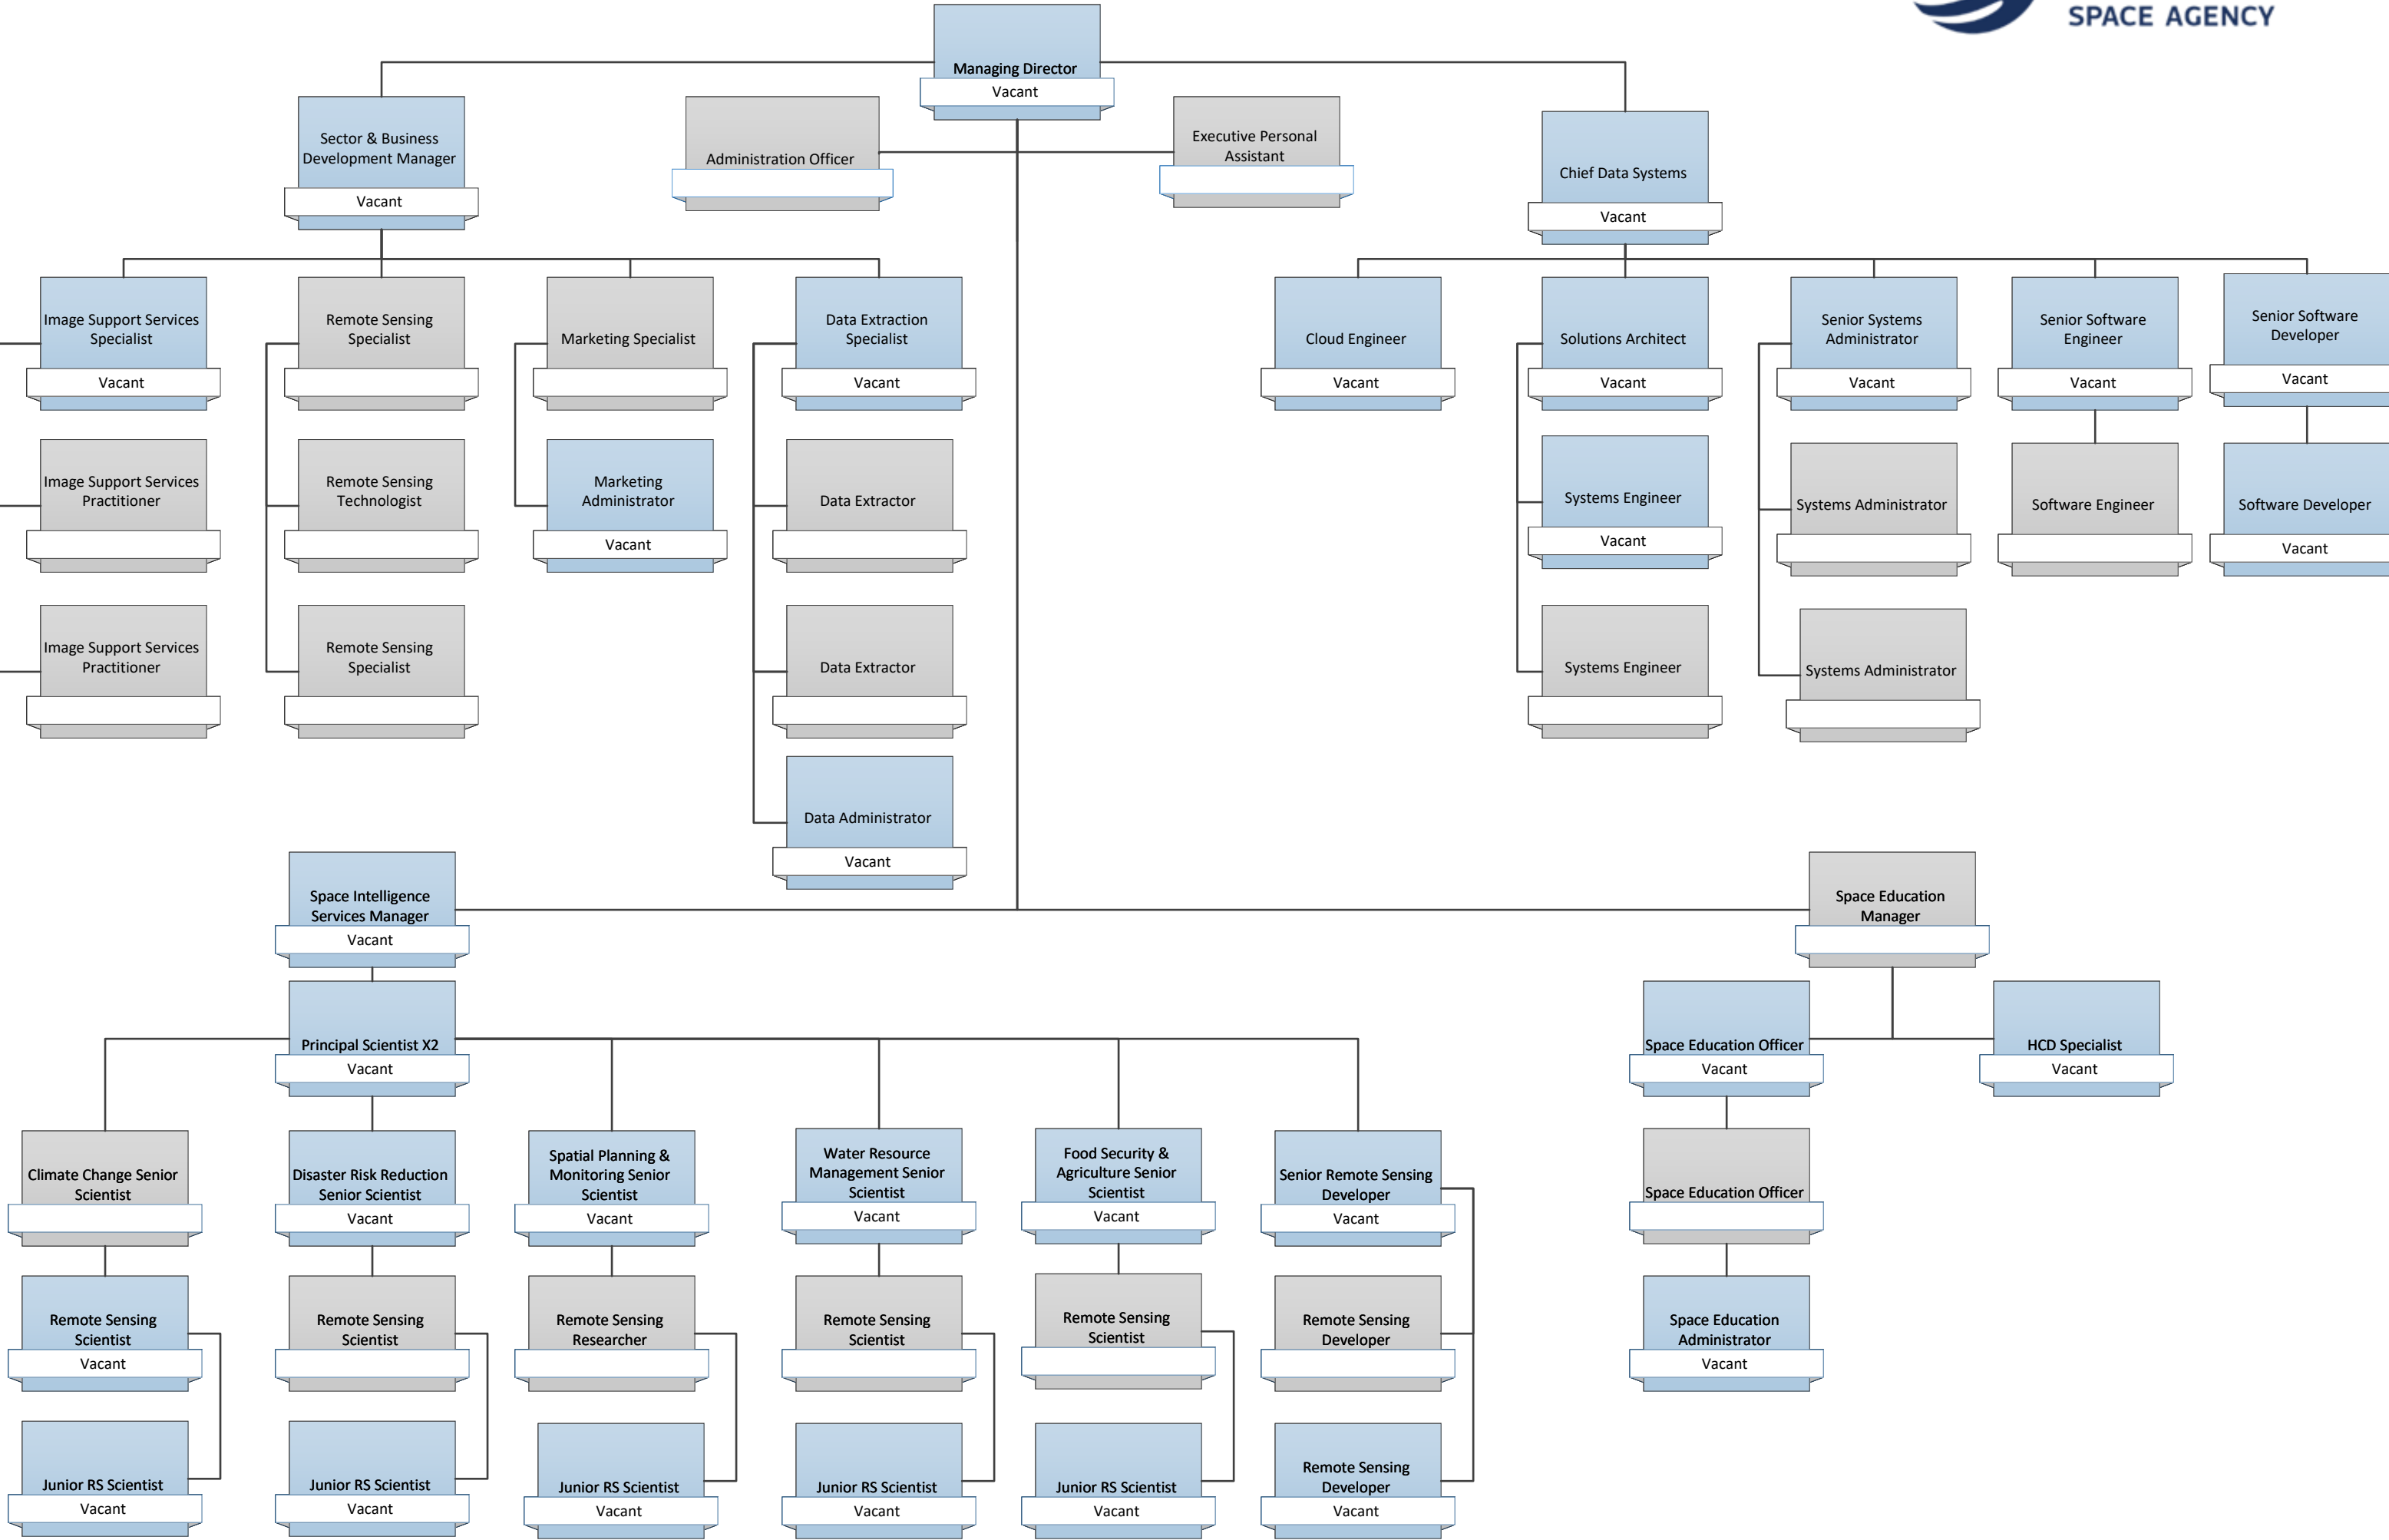 SPACE AGENCY
Managing Director
Vacant
Sector & Business
Development Manager
Vacant
Administration Officer
Executive Personal
Assistant
Chief Data Systems
Vacant
Image Support Services
Specialist
Vacant
Remote Sensing
Specialist
Marketing Specialist
Data Extraction
Specialist
Vacant
Cloud Engineer
Vacant
Solutions Architect
Vacant
Senior Systems
Administrator
Vacant
Senior Software
Engineer
Vacant
Senior Software
Developer
Vacant
Image Support Services
Practitioner
Remote Sensing
Technologist
Marketing
Administrator
Vacant
Data Extractor
Systems Engineer
Vacant
Systems Administrator
Software Engineer
Software Developer
Vacant
Image Support Services
Practitioner
Remote Sensing
Specialist
Data Extractor
Systems Engineer
Systems Administrator
Data Administrator
Vacant
Space Intelligence
Services Manager
Vacant
Space Education
Manager
Principal Scientist X2
Vacant
Space Education Officer
Vacant
HCD Specialist
Vacant
Climate Change Senior
Scientist
Disaster Risk Reduction
Senior Scientist
Vacant
Spatial Planning &
Monitoring Senior
Scientist
Vacant
Water Resource
Management Senior
Scientist
Vacant
Food Security &
Agriculture Senior
Scientist
Vacant
Senior Remote Sensing
Developer
Vacant
Space Education Officer
Remote Sensing
Scientist
Vacant
Remote Sensing
Scientist
Remote Sensing
Researcher
Remote Sensing
Scientist
Remote Sensing
Scientist
Remote Sensing
Developer
Space Education
Administrator
Vacant
Junior RS Scientist
Vacant
Junior RS Scientist
Vacant
Junior RS Scientist
Vacant
Junior RS Scientist
Vacant
Junior RS Scientist
Vacant
Remote Sensing
Developer
Vacant